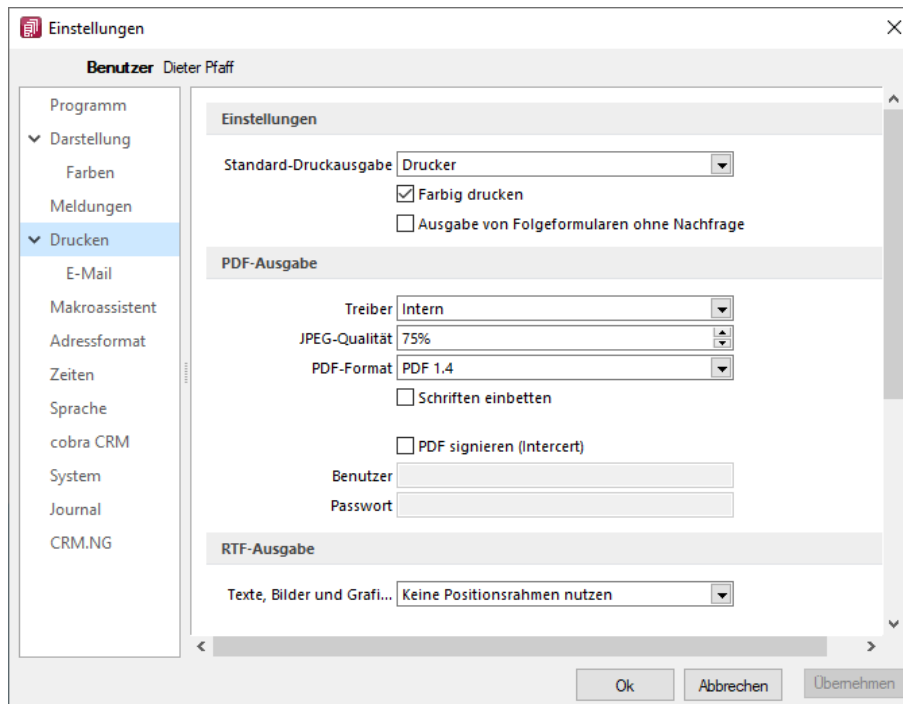 Einstellungen
Benutzer Dieter Pfaff
Programm
Darstellung
Farben
Meldungen
Drucken
E-Mail
Makroassistent
Adressformat
Zeiten
Sprache
cobra CRM
System
Journal
CRM.NG
Einstellungen
Standard-Druckausgabe Drucker
Farbig drucken
Ausgabe von Folgeformularen ohne Nachfrage
PDF-Ausgabe
Treiber Intern
JPEG-Qualität 75%
PDF-Format PDF 1.4
Schriften einbetten
PDF signieren (Intercert)
Benutzer
Passwort
RTF-Ausgabe
Texte, Bilder und Grafi... Keine Positionsrahmen nutzen
Ok Abbrechen Übernehmen